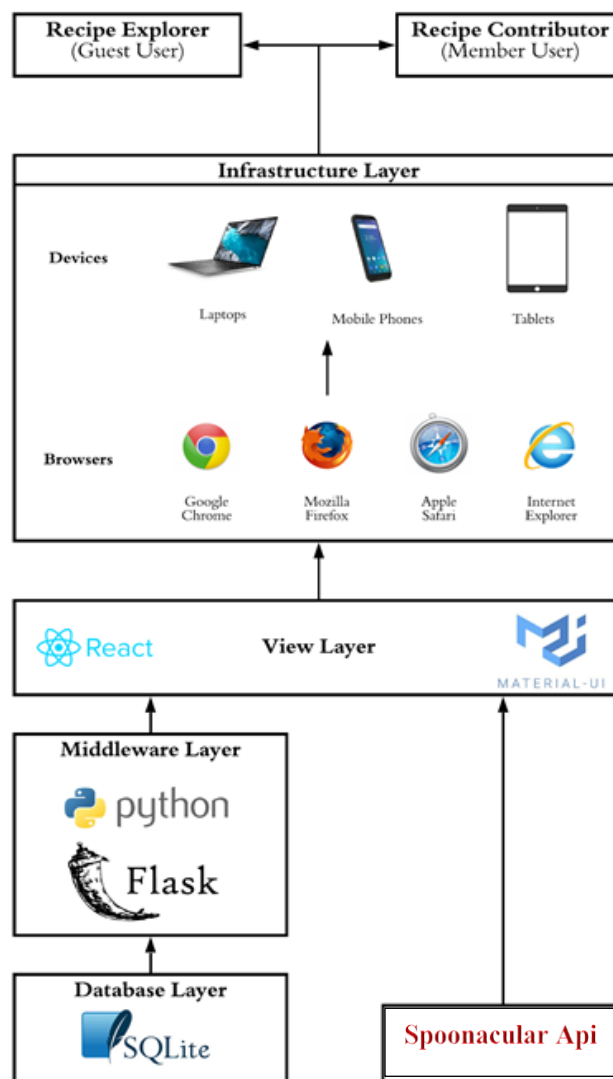 Recipe Explorer
(Guest User)
Recipe Contributor
(Member User)
Infrastructure Layer
Devices
Laptops
Mobile Phones
Tablets
Browsers
Google
Chrome
Mozilla
Firefox
Apple
Safari
Internet
Explorer
React
View Layer
MATERIAL-UI
Middleware Layer
python
Flask
Database Layer
SQLite
Spoonacular Api